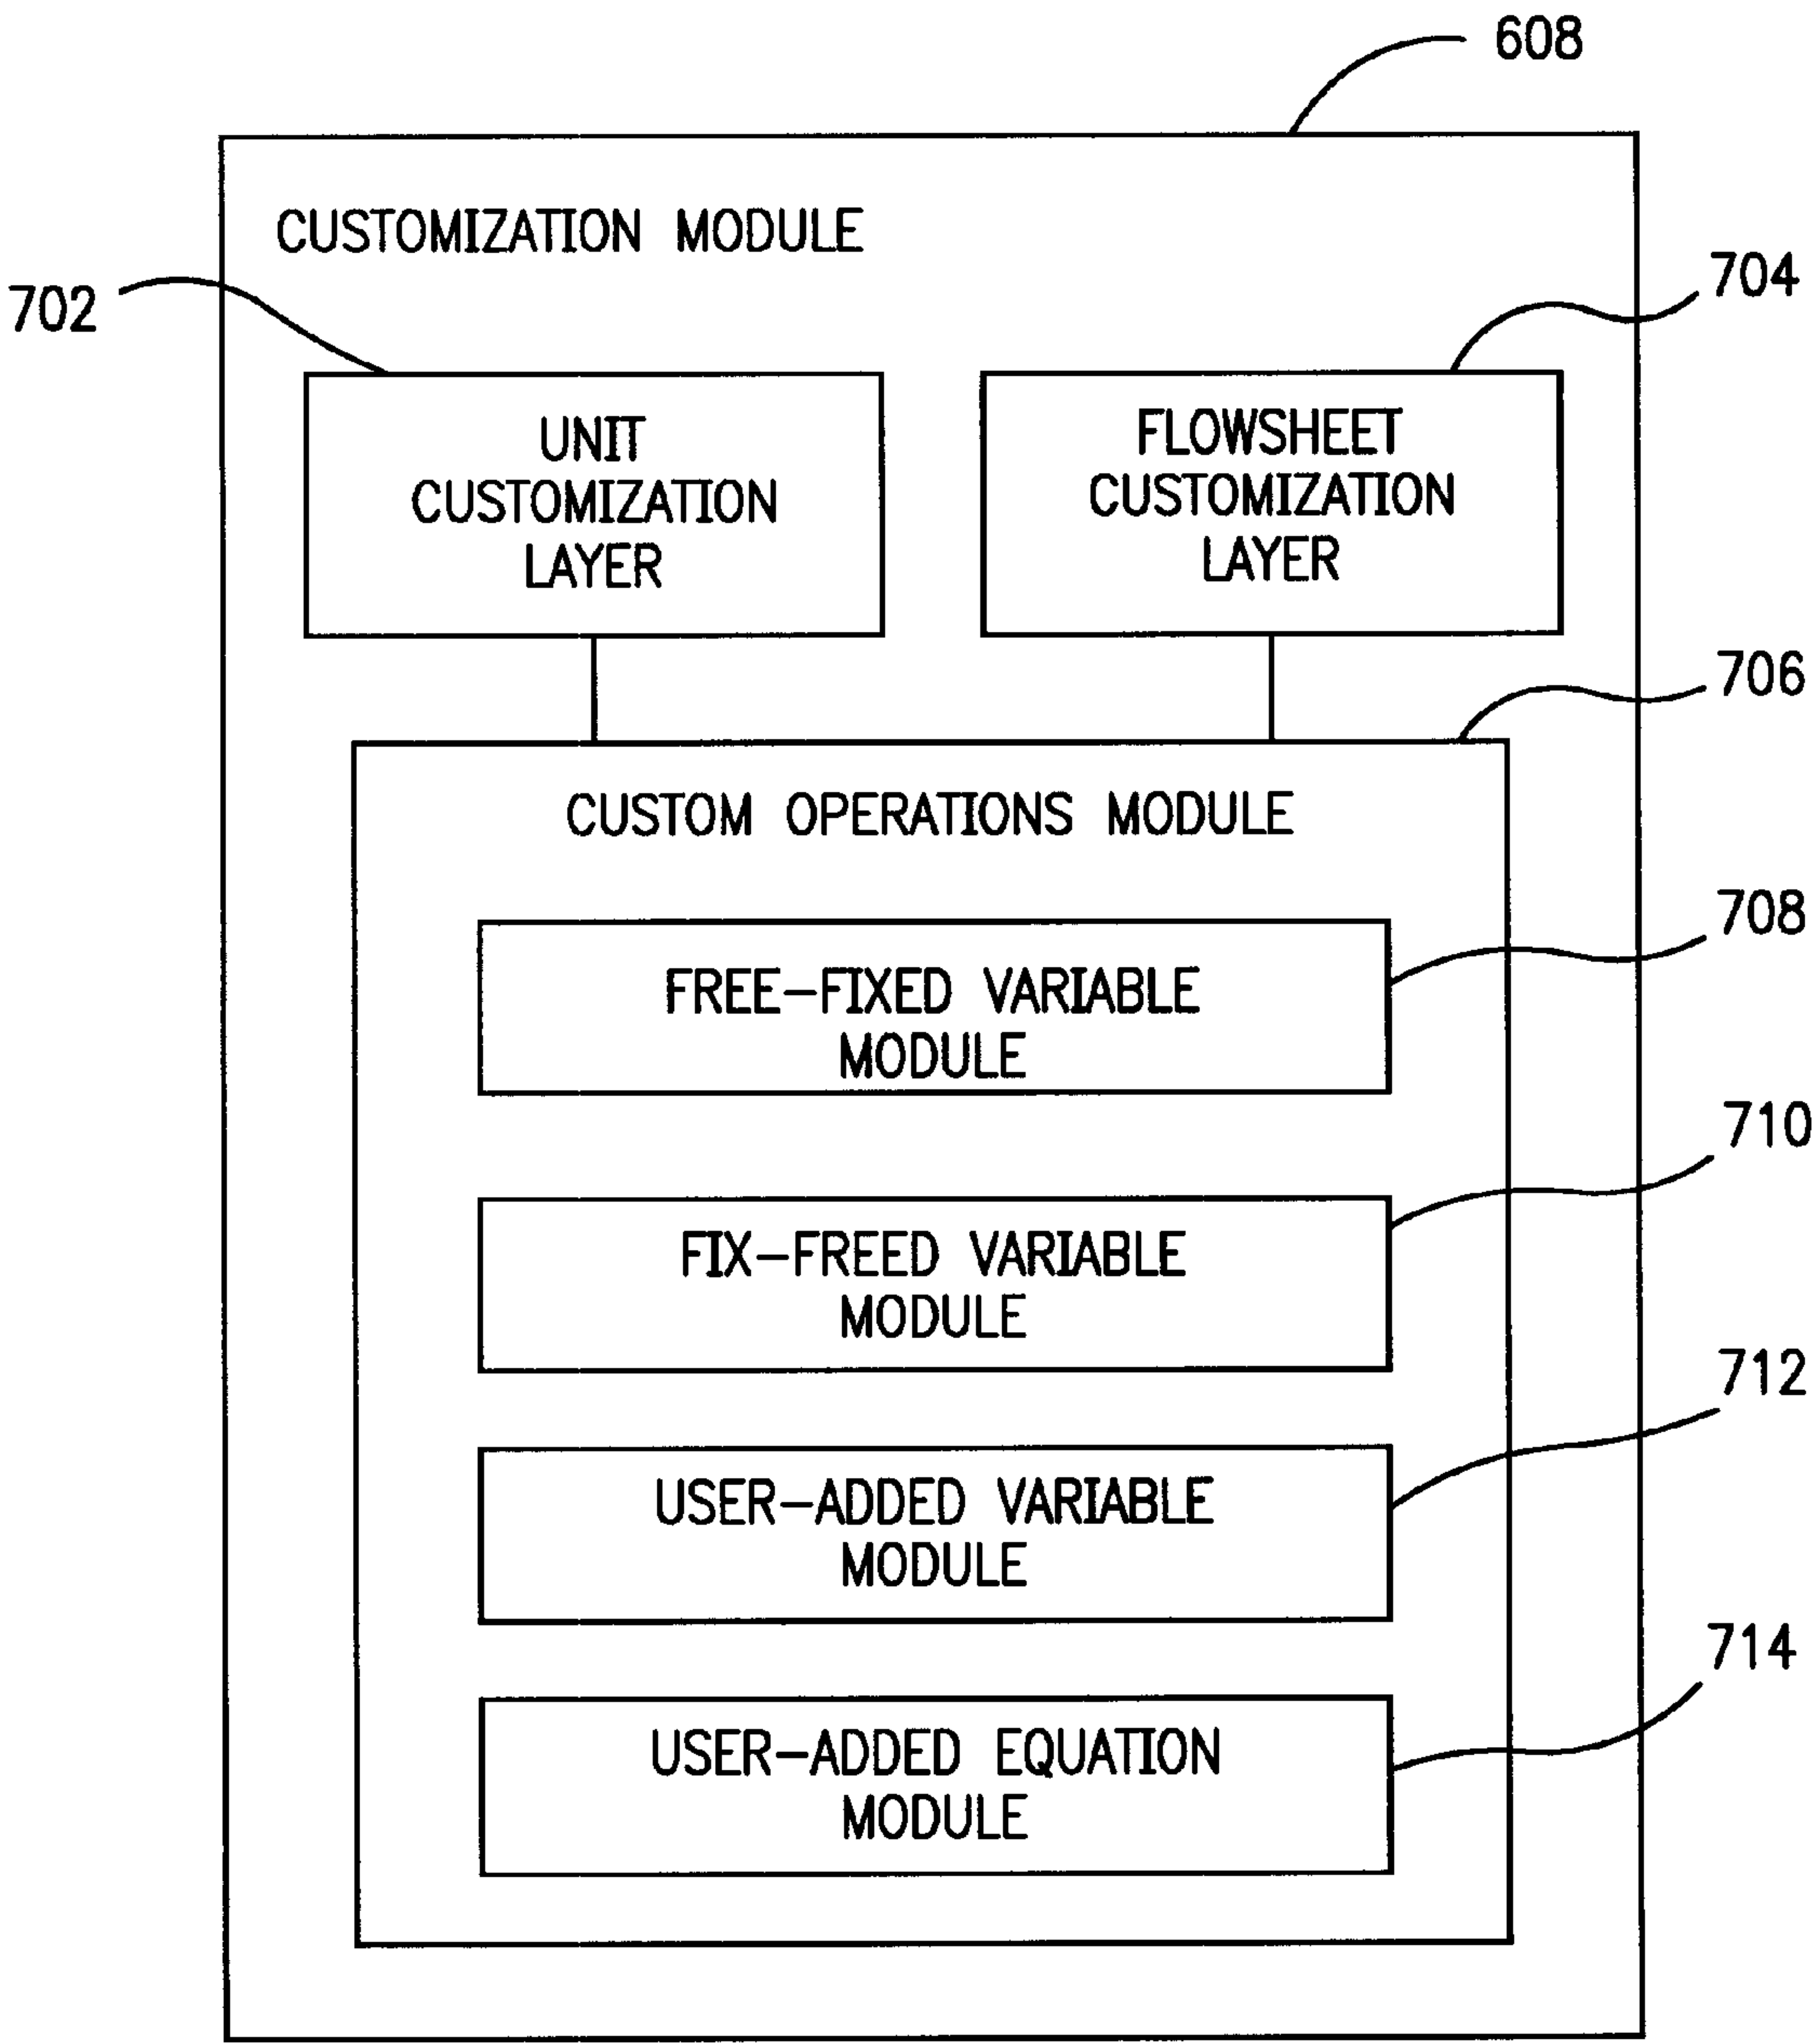 608
CUSTOMIZATION MODULE
702
704
UNIT
CUSTOMIZATION
LAYER
FLOWSHEET
CUSTOMIZATION
LAYER
706
CUSTOM OPERATIONS MODULE
708
FREE-FIXED VARIABLE
MODULE
710
FIX-FREED VARIABLE
MODULE
712
USER-ADDED VARIABLE
MODULE
714
USER-ADDED EQUATION
MODULE